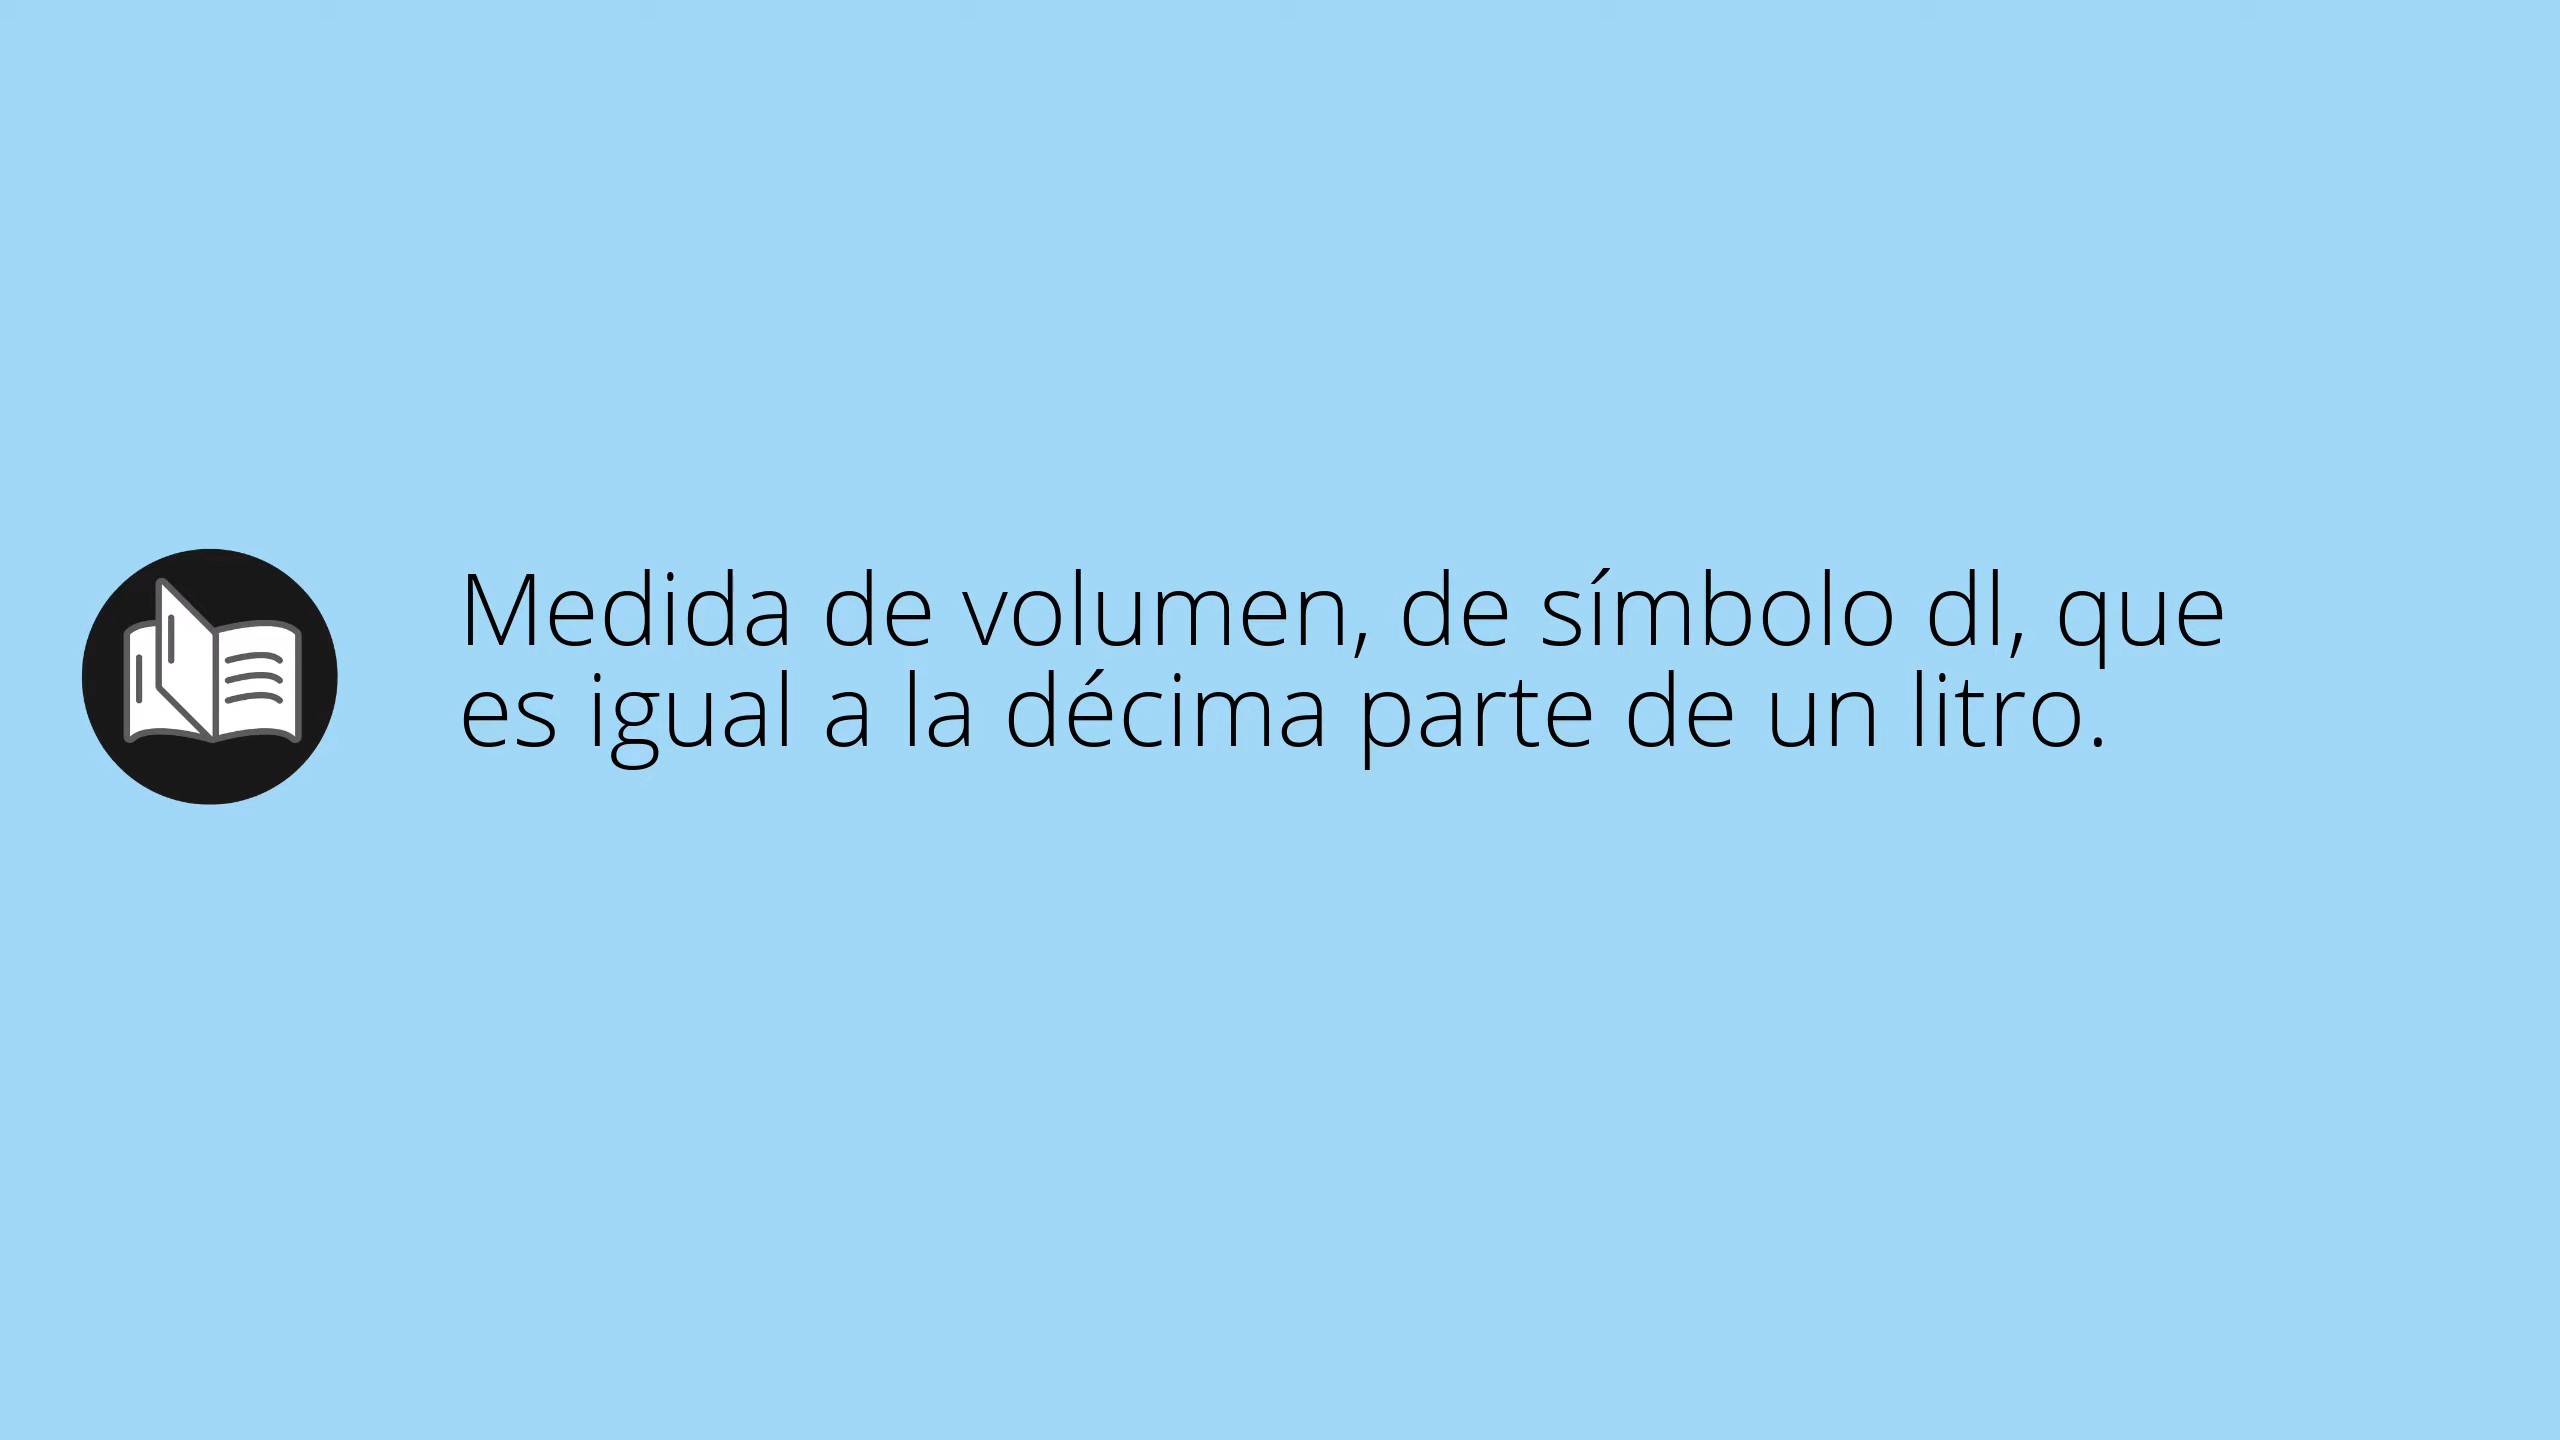 Medida de volumen, de símbolo dl, que
es igual a la décima parte de un litro.